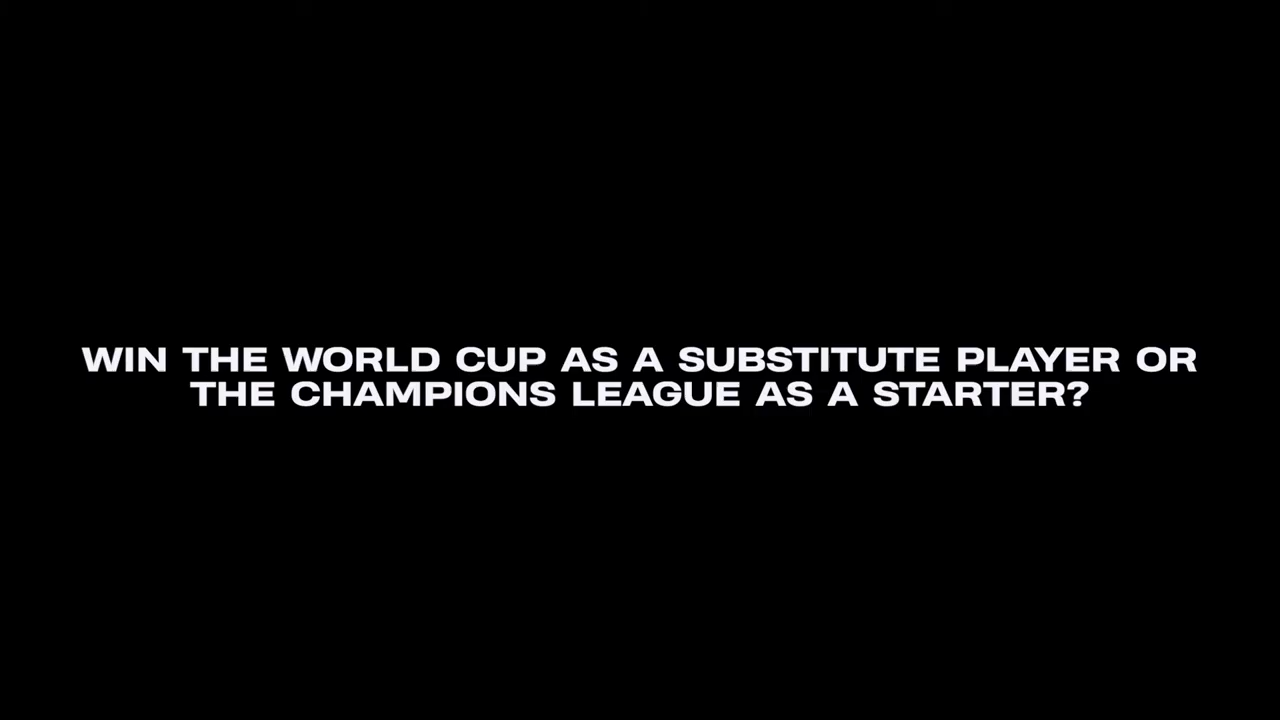 WIN THE WORLD CUP AS A SUBSTITUTE PLAYER OR
THE CHAMPIONS LEAGUE AS A STARTER?